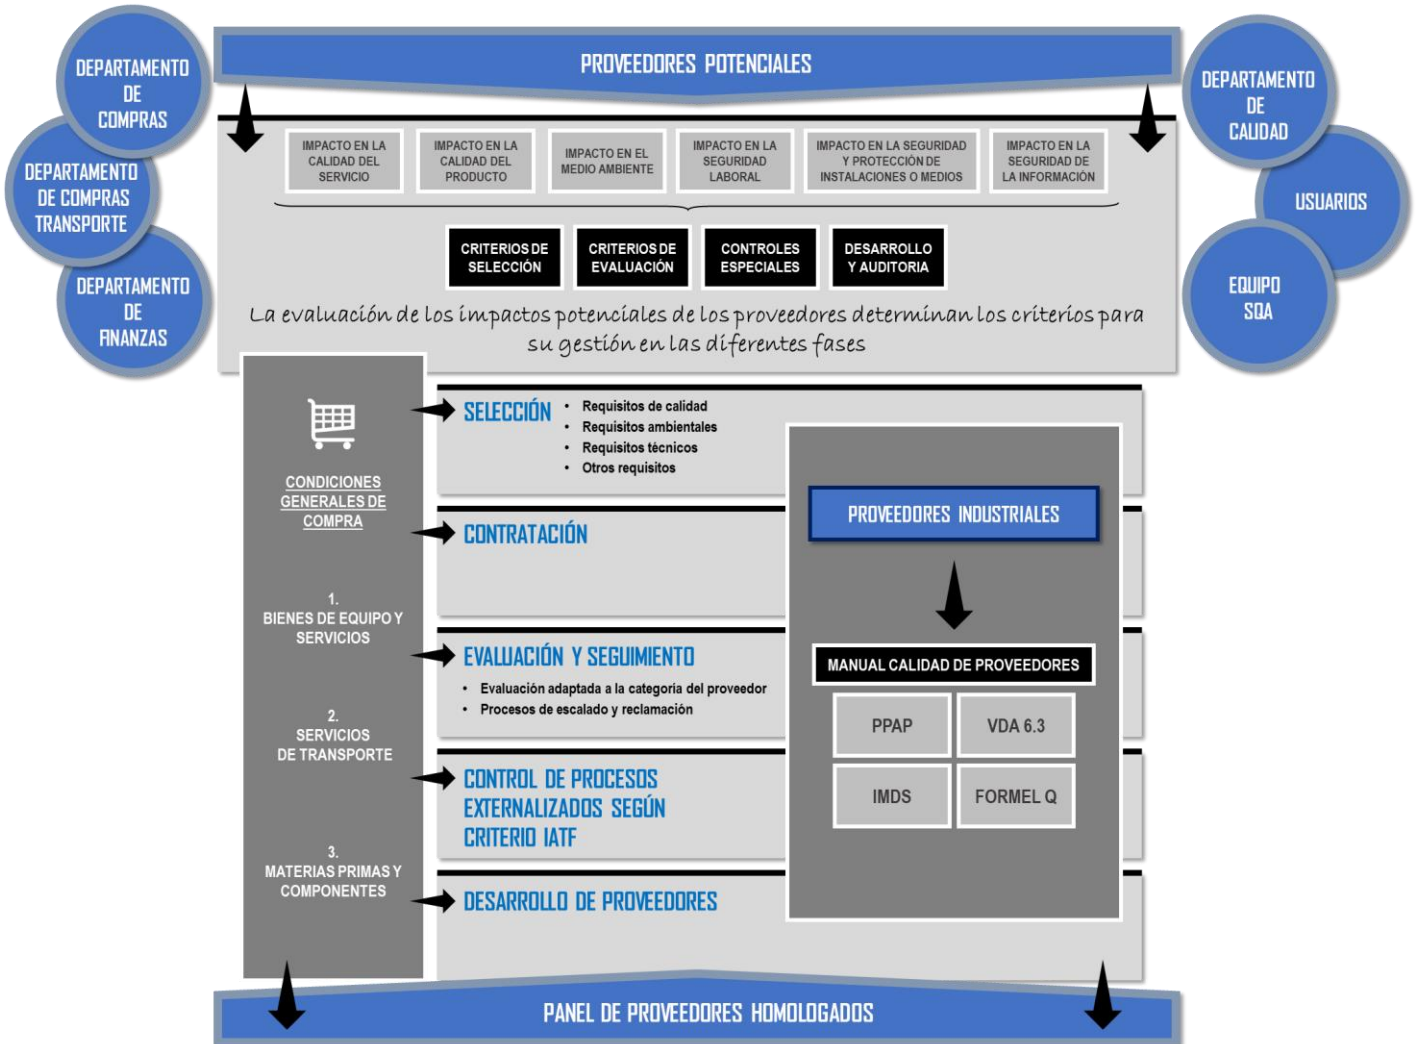 PROVEEDORES POTENCIALES
DEPARTAMENTO
DE
COMPRAS
DEPARTAMENTO
DE COMPRAS
TRANSPORTE
DEPARTAMENTO
DE
FINANZAS
DEPARTAMENTO
DE
CALIDAD
USUARIOS
EQUIPO
SQA
IMPACTO EN LA
CALIDAD DEL
SERVICIO
IMPACTO EN LA
CALIDAD DEL
PRODUCTO
IMPACTO EN EL
MEDIO AMBIENTE
IMPACTO EN LA
SEGURIDAD
LABORAL
IMPACTO EN LA SEGURIDAD
Y PROTECCIÓN DE
INSTALACIONES O MEDIOS
IMPACTO EN LA
SEGURIDAD DE
LA INFORMACIÓN
CRITERIOS DE
SELECCIÓN
CRITERIOS DE
EVALUACIÓN
CONTROLES
ESPECIALES
DESARROLLO
Y AUDITORIA
La evaluación de los impactos potenciales de los proveedores determinan los criterios para
su gestión en las diferentes fases
CONDICIONES
GENERALES DE
COMPRA
1.
BIENES DE EQUIPO Y
SERVICIOS
2.
SERVICIOS
DE TRANSPORTE
3.
MATERIAS PRIMAS Y
COMPONENTES
SELECCIÓN
• Requisitos de calidad
• Requisitos ambientales
• Requisitos técnicos
• Otros requisitos
CONTRATACIÓN
EVALUACIÓN Y SEGUIMIENTO
• Evaluación adaptada a la categoría del proveedor
• Procesos de escalado y reclamación
CONTROL DE PROCESOS
EXTERNALIZADOS SEGÚN
CRITERIO IATF
DESARROLLO DE PROVEEDORES
PROVEEDORES INDUSTRIALES
MANUAL CALIDAD DE PROVEEDORES
PPAP
VDA 6.3
IMDS
FORMEL Q
PANEL DE PROVEEDORES HOMOLOGADOS